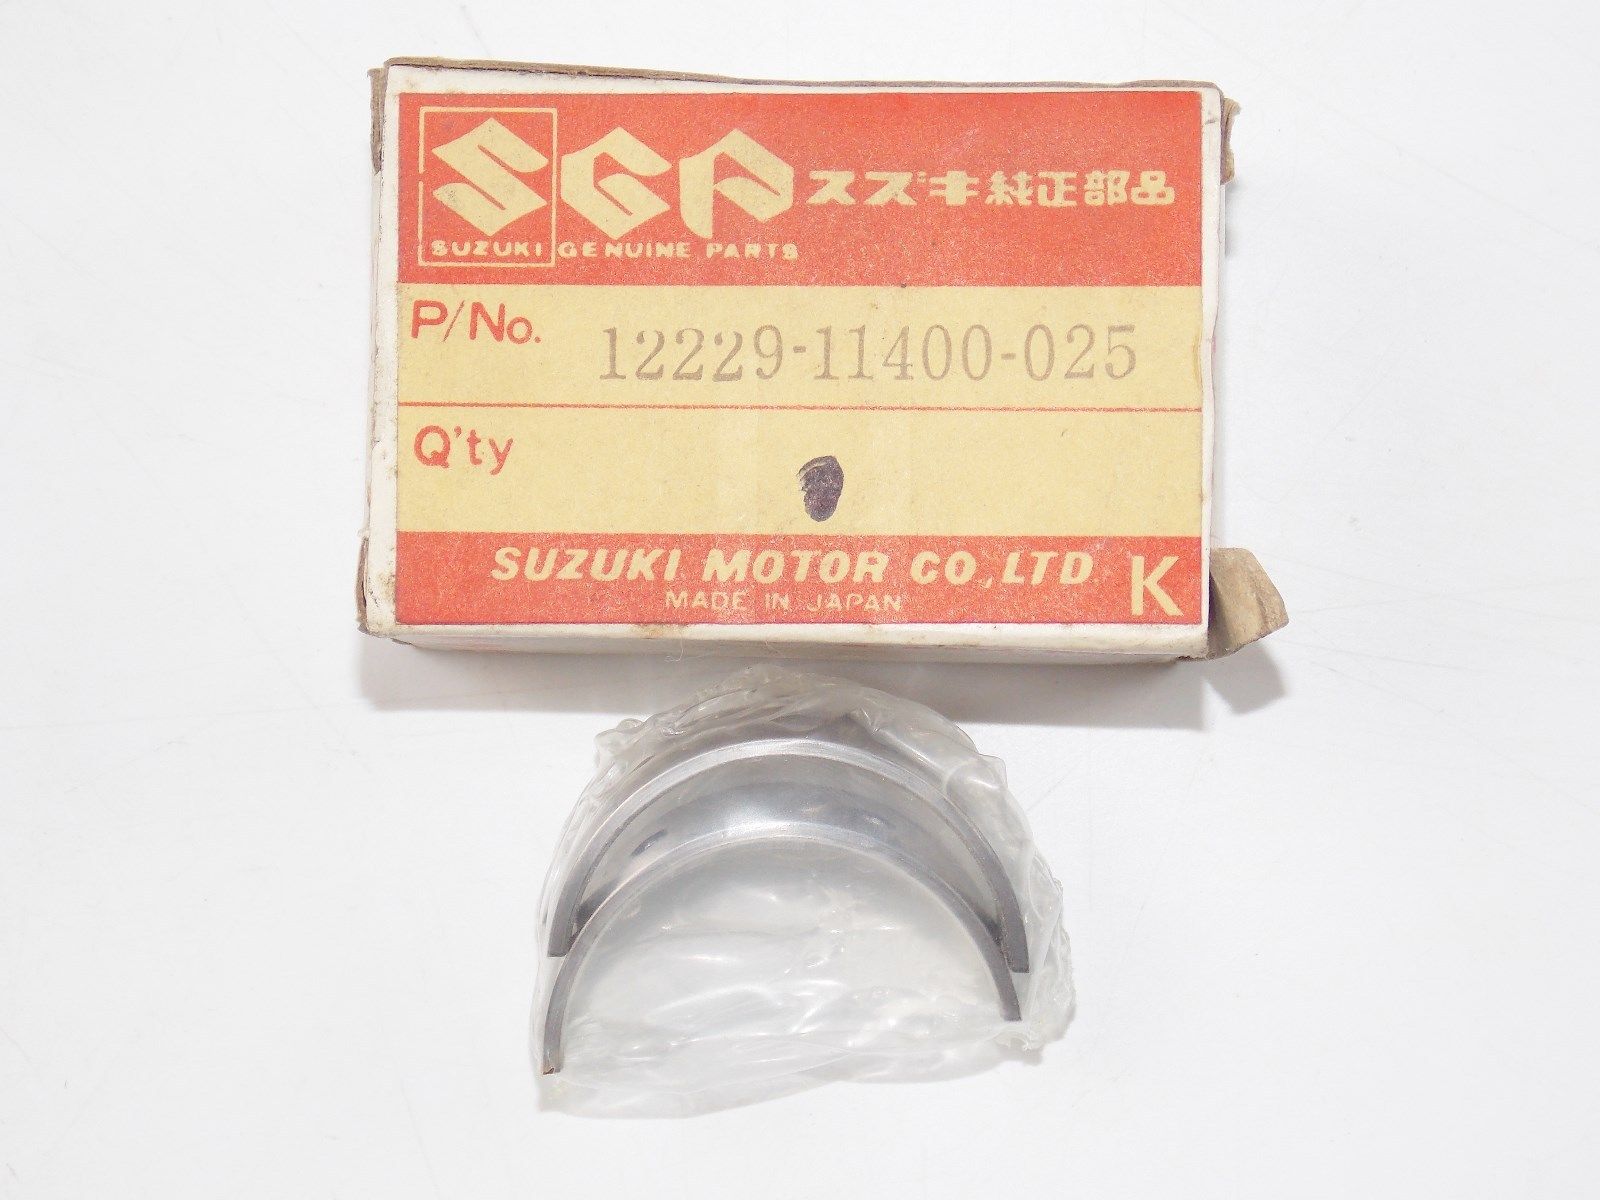 SGP スズキ純正部品
SUZUKI GENUINE PARTS
P/No. 12229-11400-025
Q'ty
SUZUKI MOTOR CO.,LTD. K
MADE IN JAPAN